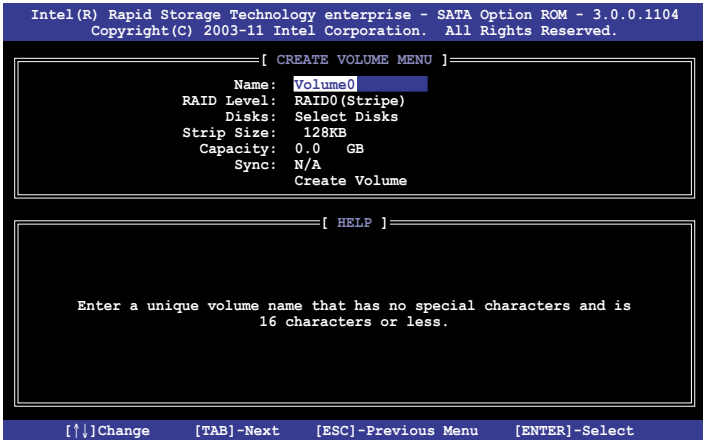 Intel(R) Rapid Storage Technology enterprise - SATA Option ROM - 3.0.0.1104
Copyright(C) 2003-11 Intel Corporation. All Rights Reserved.
[ CREATE VOLUME MENU ]
Name: Volume0
RAID Level: RAID0(Stripe)
Disks: Select Disks
Strip Size: 128KB
Capacity: 0.0 GB
Sync: N/A
Create Volume
[ HELP ]
Enter a unique volume name that has no special characters and is
16 characters or less.
[↑↓]Change [TAB]-Next [ESC]-Previous Menu [ENTER]-Select